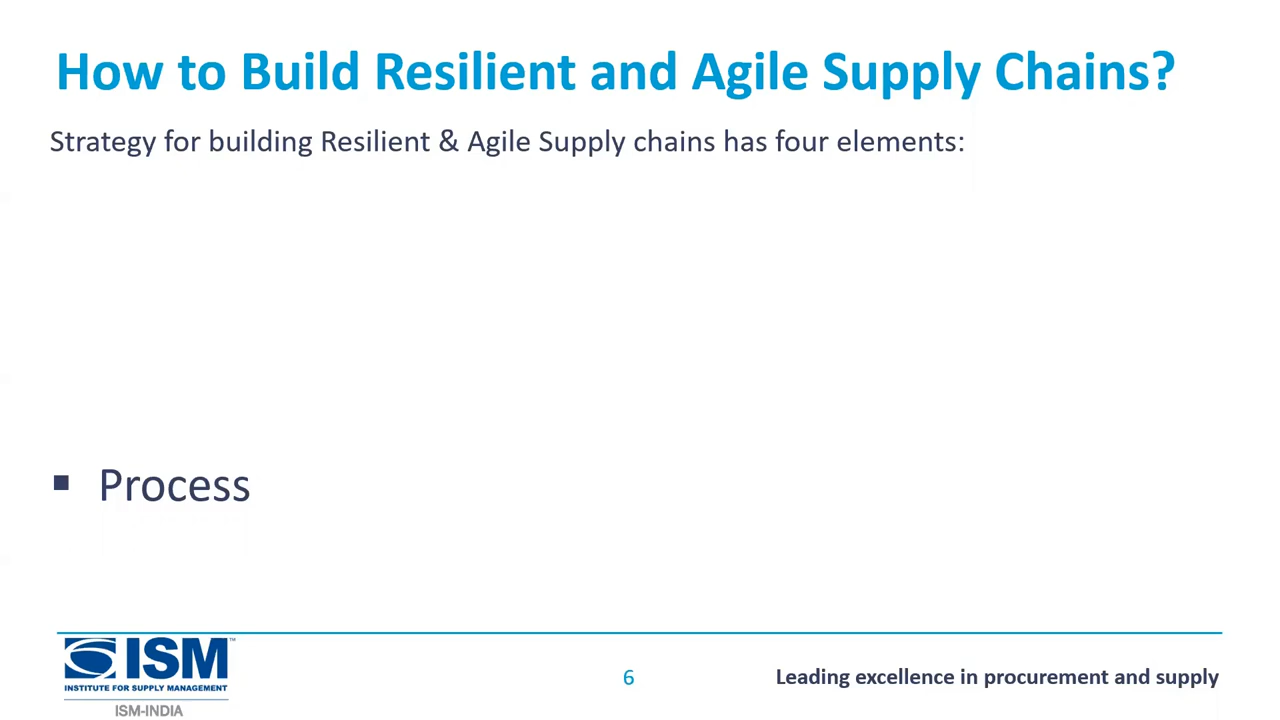 How to Build Resilient and Agile Supply Chains?
Strategy for building Resilient & Agile Supply chains has four elements:
▪ Process
ISM™
INSTITUTE FOR SUPPLY MANAGEMENT
ISM-INDIA
6
Leading excellence in procurement and supply